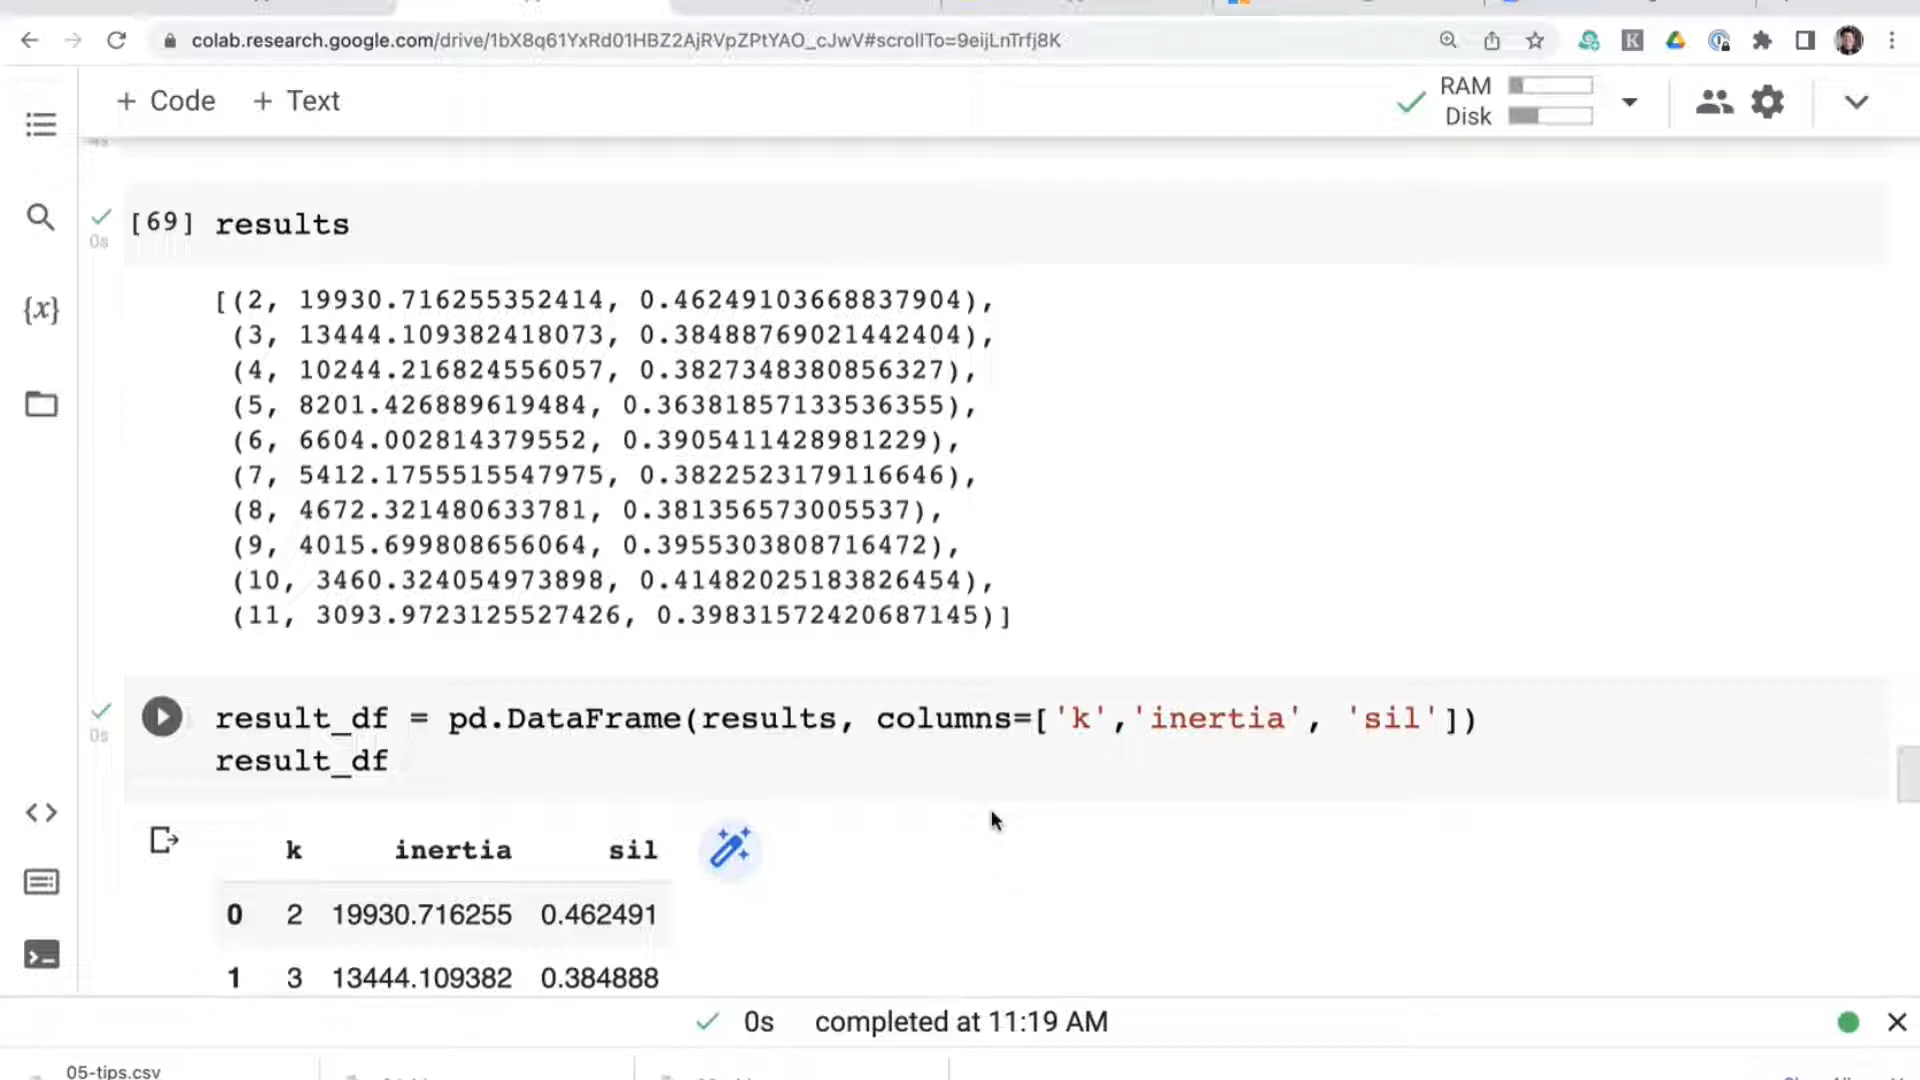 colab.research.google.com/drive/1bX8q61YxRd01HBZ2AjRVpZPtYAO_cJwV#scrollTo=9eijLnTrfj8K
K
+ Code + Text
RAM
Disk
{x}
[69] results
0s
[(2, 19930.716255352414, 0.46249103668837904),
(3, 13444.109382418073, 0.38488769021442404),
(4, 10244.216824556057, 0.3827348380856327),
(5, 8201.426889619484, 0.36381857133536355),
(6, 6604.002814379552, 0.3905411428981229),
(7, 5412.1755515547975, 0.3822523179116646),
(8, 4672.321480633781, 0.381356573005537),
(9, 4015.699808656064, 0.3955303808716472),
(10, 3460.324054973898, 0.41482025183826454),
(11, 3093.9723125527426, 0.39831572420687145)]
result_df = pd.DataFrame(results, columns=['k','inertia', 'sil'])
0s
result_df
k inertia sil
0 2 19930.716255 0.462491
1 3 13444.109382 0.384888
0s completed at 11:19 AM
05-tips.csv